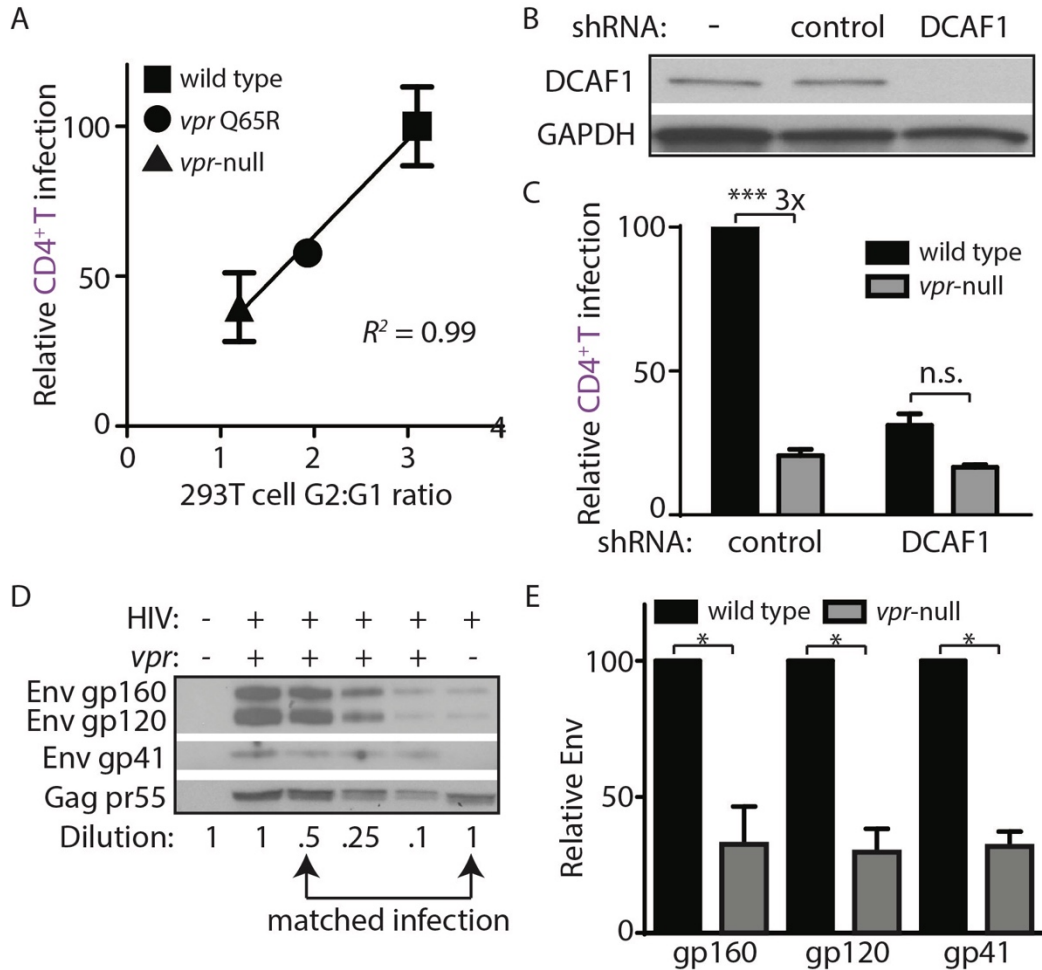 A
wild type
vpr Q65R
vpr-null
Relative CD4+T infection
100
50
0
R² = 0.99
0 1 2 3 4
293T cell G2:G1 ratio
B
shRNA: - control DCAF1
DCAF1
GAPDH
C
*** 3x
wild type
vpr-null
Relative CD4+T infection
100
50
0
n.s.
shRNA: control DCAF1
D
HIV: - + + + + +
vpr: - + + + + -
Env gp160
Env gp120
Env gp41
Gag pr55
Dilution: 1 1 .5 .25 .1 1
matched infection
E
wild type vpr-null
* * *
Relative Env
100
50
0
gp160 gp120 gp41